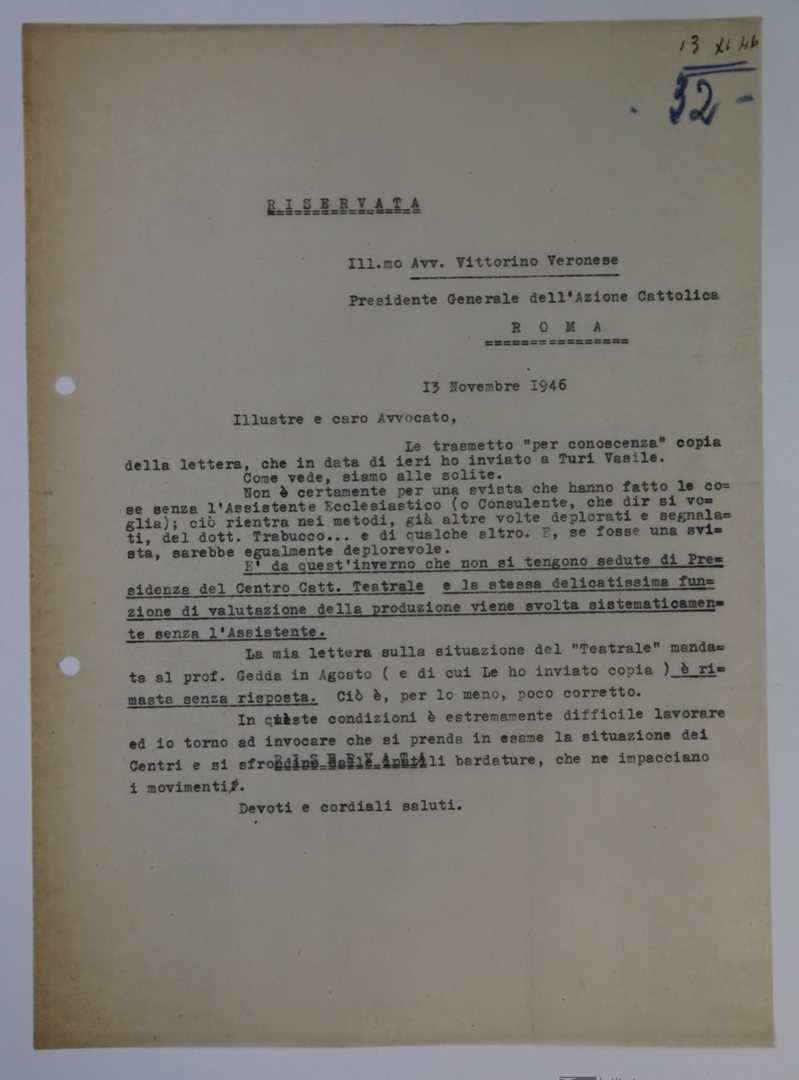 13 XI 46
32 -
R I S E R V A T A
Ill.mo Avv. Vittorino Veronese
Presidente Generale dell'Azione Cattolica
R O M A
I3 Novembre I946
Illustre e caro Avvocato,
Le trasmetto "per conoscenza" copia
della lettera, che in data di ieri ho inviato a Turi Vasile.
Come vede, siamo alle solite.
Non è certamente per una svista che hanno fatto le co=
se senza l'Assistente Ecclesiastico (o Consulente, che dir si vo=
glia); ciò rientra nei metodi, già altre volte deplorati e segnala=
ti, del dott. Trabucco... e di qualche altro. E, se fosse una svi=
sta, sarebbe egualmente deplorevole.
E' da quest'inverno che non si tengono sedute di Pre=
sidenza del Centro Catt. Teatrale e la stessa delicatissima fun=
zione di valutazione della produzione viene svolta sistematicamen=
te senza l'Assistente.
La mia lettera sulla situazione del "Teatrale" manda=
ta al prof. Gedda in Agosto ( e di cui Le ho inviato copia ) è ri=
masta senza risposta. Ciò è, per lo meno, poco corretto.
In queste condizioni è estremamente difficile lavorare
ed io torno ad invocare che si prenda in esame la situazione dei
Centri e si sfrondino dalle inutili bardature, che ne impacciano
i movimenti.
Devoti e cordiali saluti.